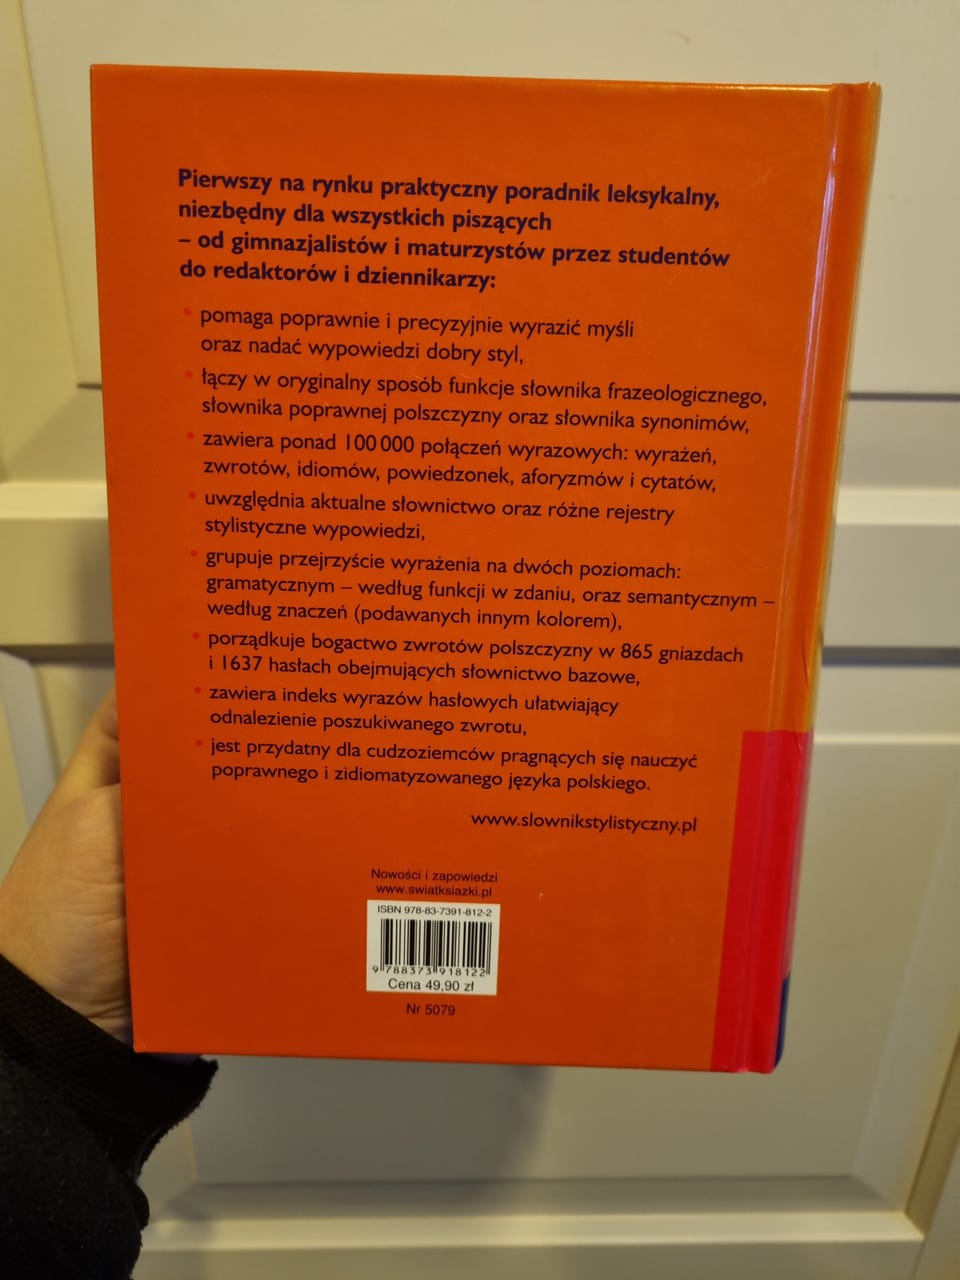 Pierwszy na rynku praktyczny poradnik leksykalny,
niezbędny dla wszystkich piszących
– od gimnazjalistów i maturzystów przez studentów
do redaktorów i dziennikarzy:
• pomaga poprawnie i precyzyjnie wyrazić myśli
oraz nadać wypowiedzi dobry styl,
• łączy w oryginalny sposób funkcje słownika frazeologicznego,
słownika poprawnej polszczyzny oraz słownika synonimów,
• zawiera ponad 100 000 połączeń wyrazowych: wyrażeń,
zwrotów, idiomów, powiedzonek, aforyzmów i cytatów,
• uwzględnia aktualne słownictwo oraz różne rejestry
stylistyczne wypowiedzi,
• grupuje przejrzyście wyrażenia na dwóch poziomach:
gramatycznym – według funkcji w zdaniu, oraz semantycznym –
według znaczeń (podawanych innym kolorem),
• porządkuje bogactwo zwrotów polszczyzny w 865 gniazdach
i 1637 hasłach obejmujących słownictwo bazowe,
• zawiera indeks wyrazów hasłowych ułatwiający
odnalezienie poszukiwanego zwrotu,
• jest przydatny dla cudzoziemców pragnących się nauczyć
poprawnego i zidiomatyzowanego języka polskiego.
www.slownikstylistyczny.pl
Nowości i zapowiedzi
www.swiatksiazki.pl
ISBN 978-83-7391-812-2
9 788373 918122
Cena 49,90 zł
Nr 5079